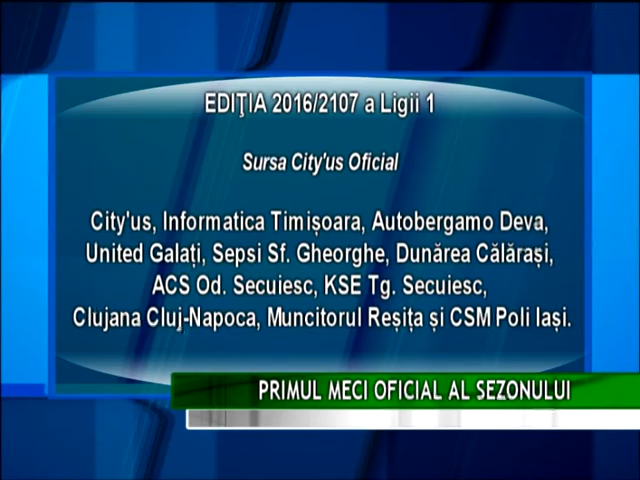 EDIŢIA 2016/2107 a Ligii 1
Sursa City'us Oficial
City'us, Informatica Timișoara, Autobergamo Deva,
United Galați, Sepsi Sf. Gheorghe, Dunărea Călărași,
ACS Od. Secuiesc, KSE Tg. Secuiesc,
Clujana Cluj-Napoca, Muncitorul Reșița și CSM Poli Iași.
PRIMUL MECI OFICIAL AL SEZONULUI